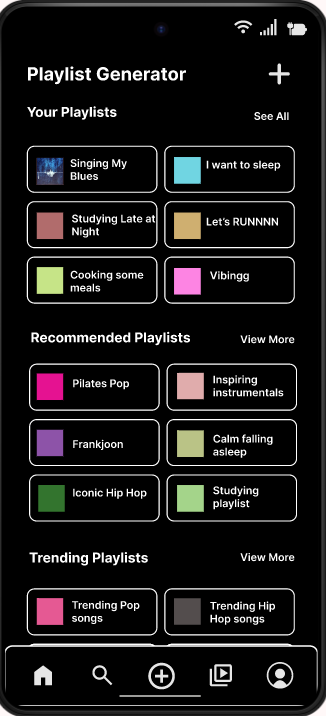 Playlist Generator
Your Playlists
See All
Singing My
Blues
I want to sleep
Studying Late at
Night
Let's RUNNNN
Cooking some
meals
Vibingg
Recommended Playlists
View More
Pilates Pop
Inspiring
instrumentals
Frankjoon
Calm falling
asleep
Iconic Hip Hop
Studying
playlist
Trending Playlists
View More
Trending Pop
songs
Trending Hip
Hop songs